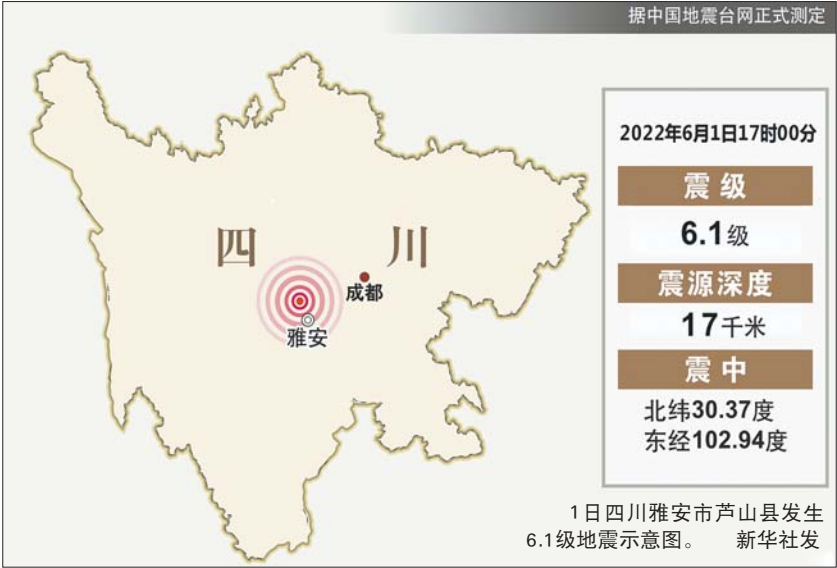 据中国地震台网正式测定
2022年6月1日17时00分
震级
6.1级
震源深度
17千米
震中
北纬30.37度
东经102.94度
四川
成都
雅安
1日四川雅安市芦山县发生
6.1级地震示意图。 新华社发